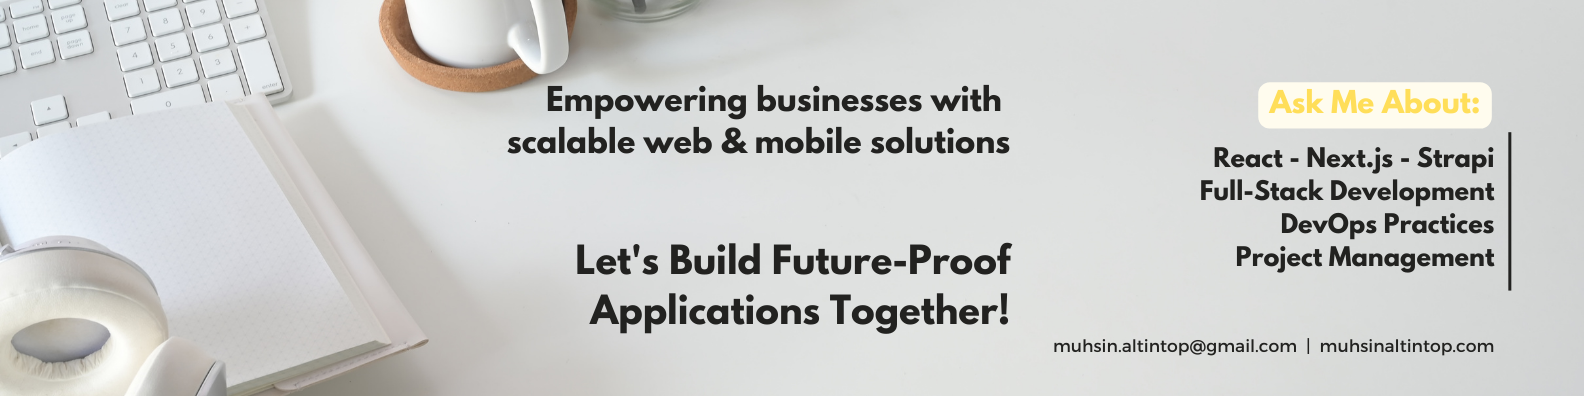 Empowering businesses with
scalable web & mobile solutions
Let's Build Future-Proof
Applications Together!
Ask Me About:
React - Next.js - Strapi
Full-Stack Development
DevOps Practices
Project Management
muhsin.altintop@gmail.com | muhsinaltintop.com